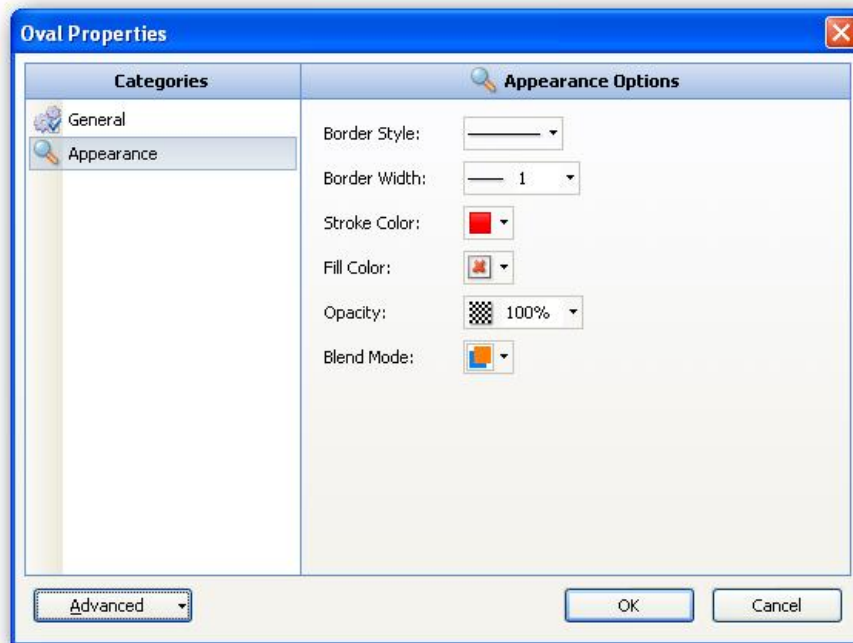 Oval Properties
Categories
Appearance Options
General
Appearance
Border Style:
Border Width: 1
Stroke Color:
Fill Color:
Opacity: 100%
Blend Mode:
Advanced
OK
Cancel